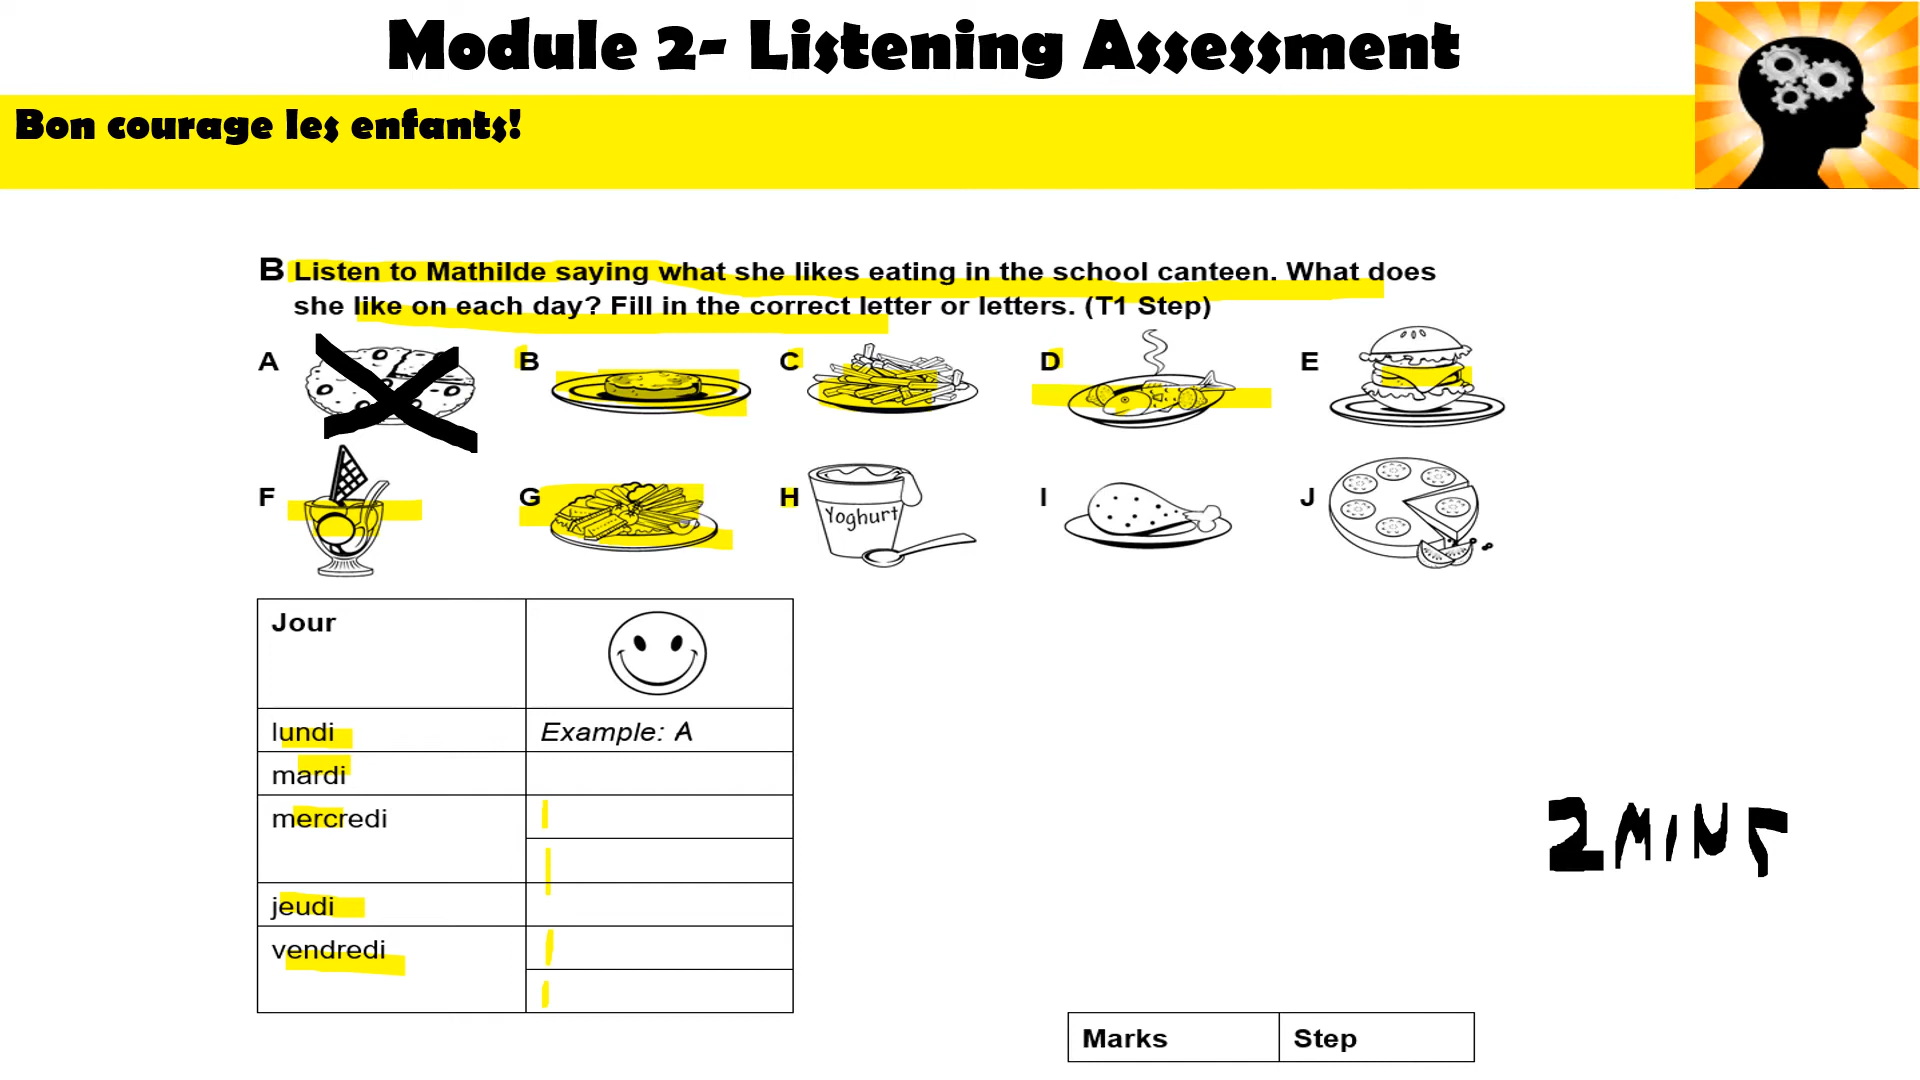 Module 2- Listening Assessment
Bon courage les enfants!
B Listen to Mathilde saying what she likes eating in the school canteen. What does
she like on each day? Fill in the correct letter or letters. (T1 Step)
A B C D E
F G H I J
Yoghurt
Jour
lundi Example: A
mardi
mercredi
jeudi
vendredi
2 MINS
Marks Step